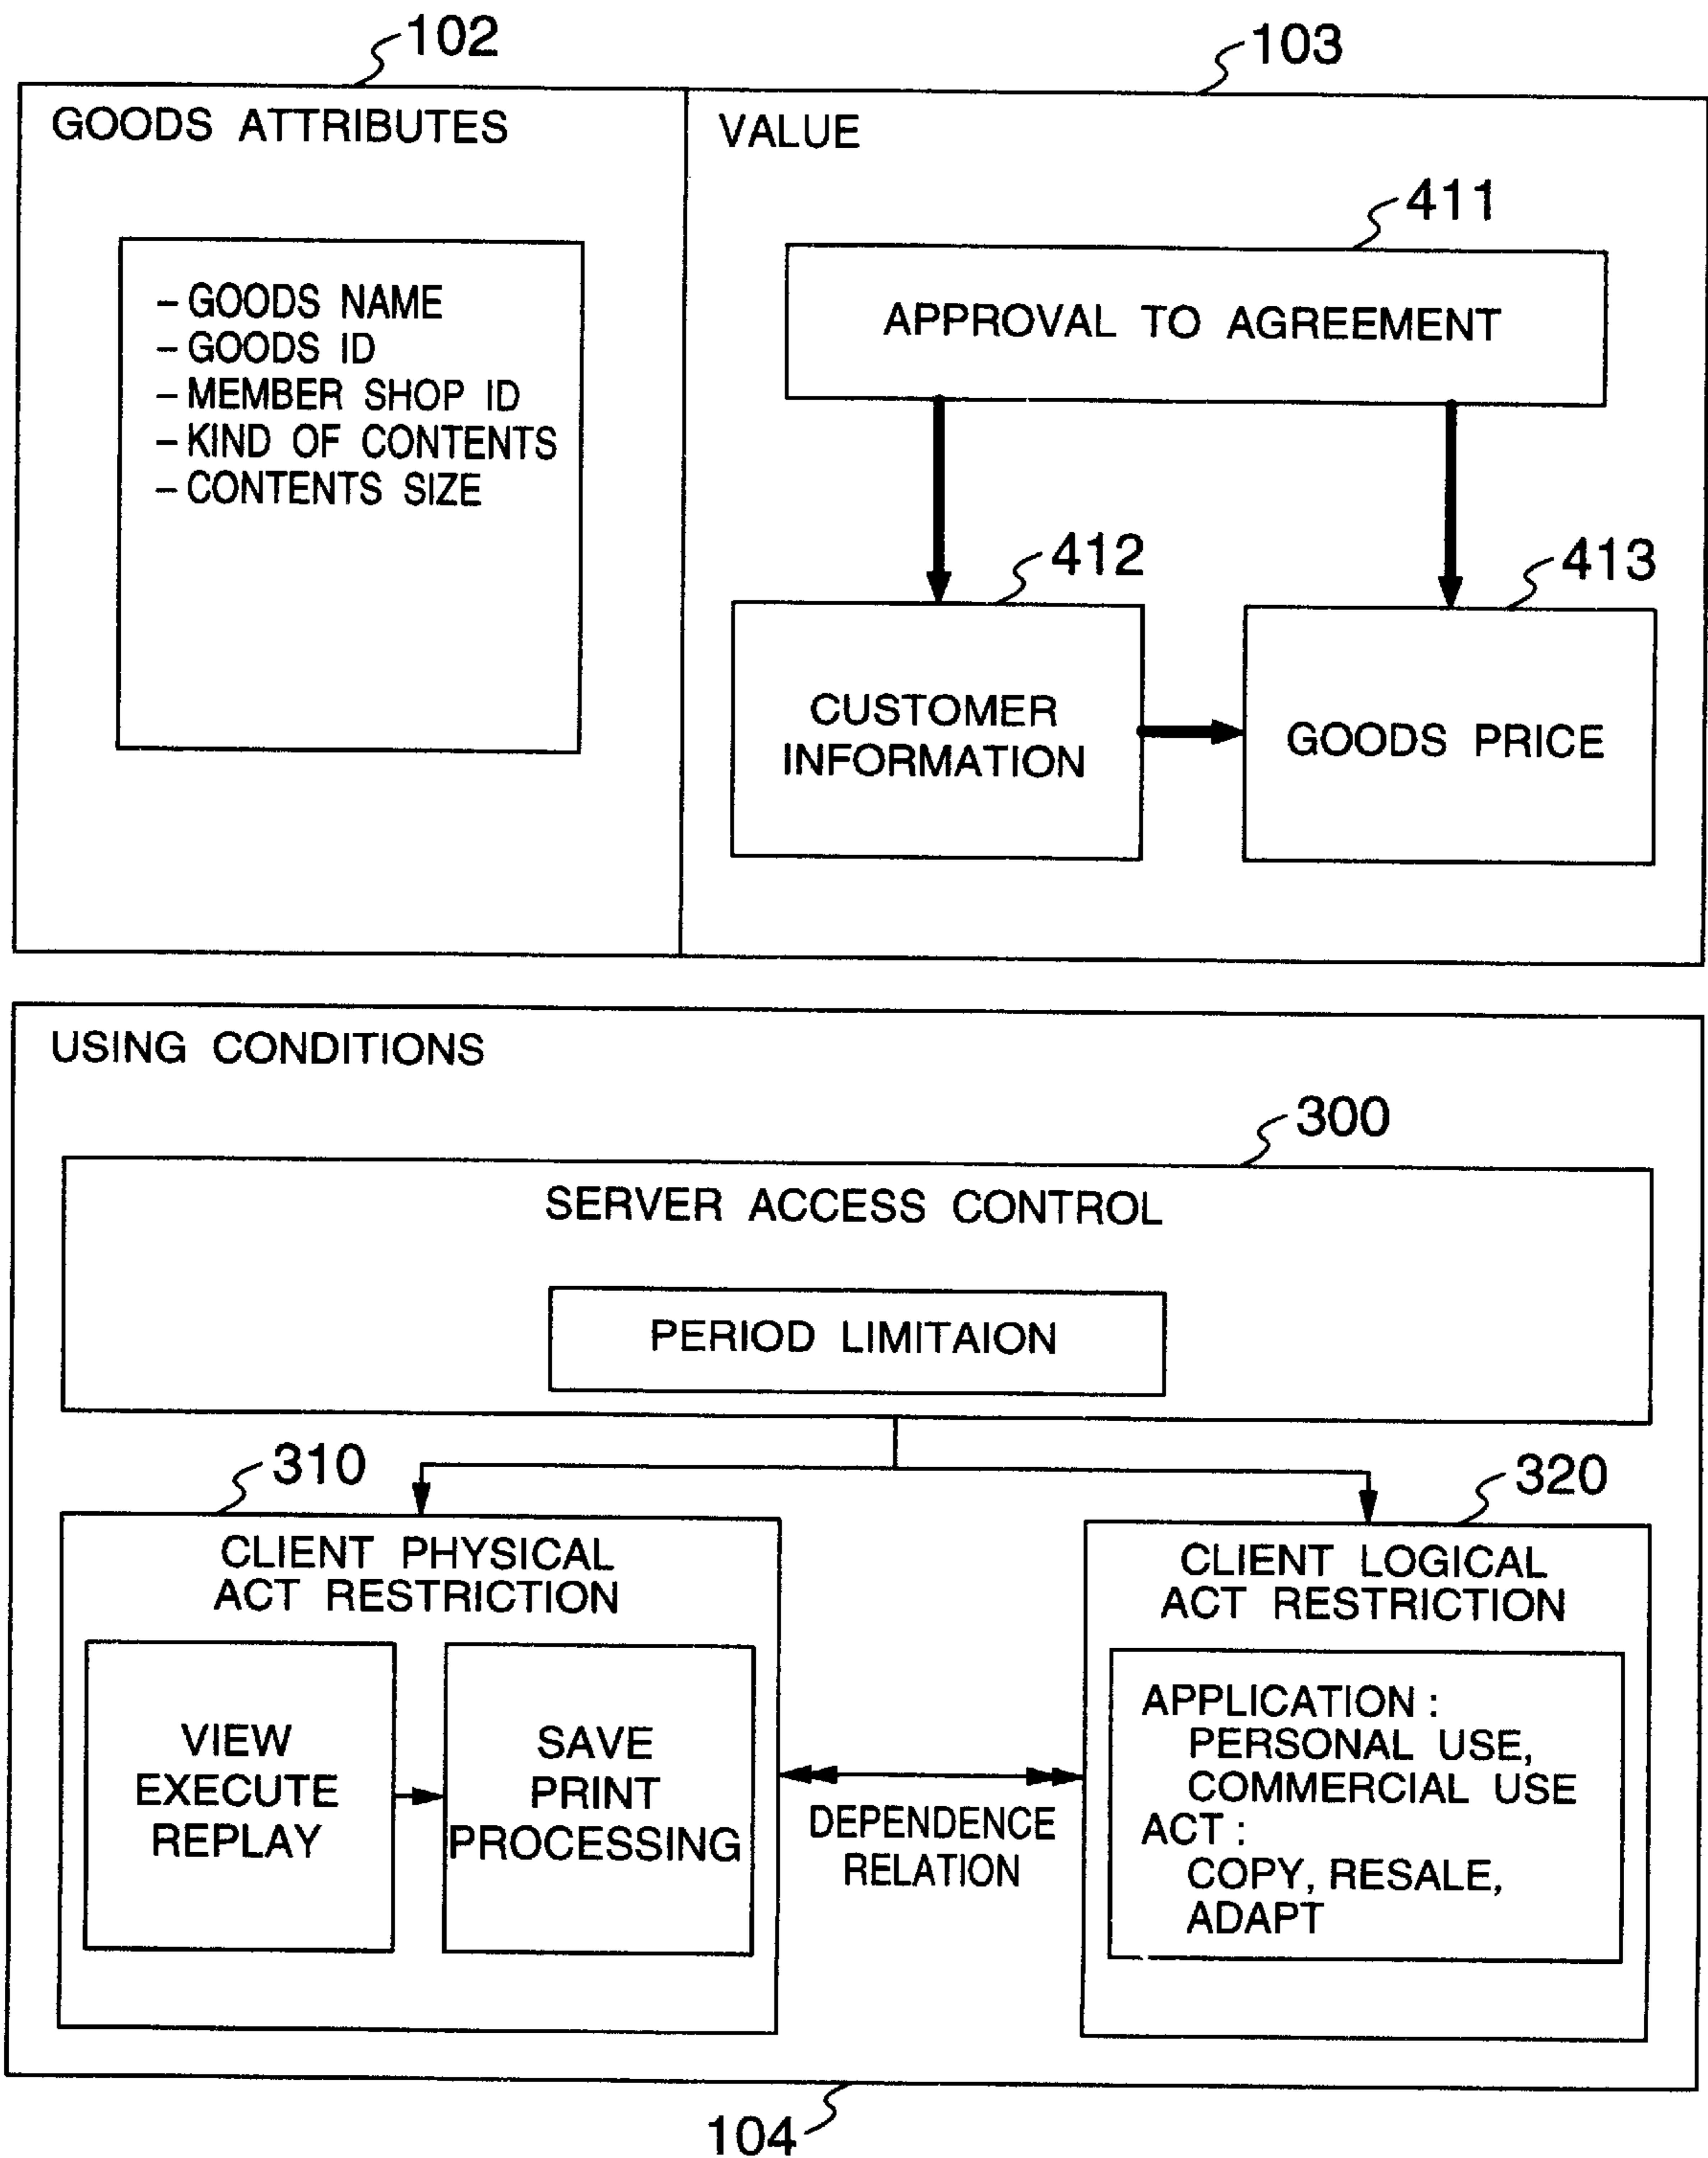 102
103
GOODS ATTRIBUTES
- GOODS NAME
- GOODS ID
- MEMBER SHOP ID
- KIND OF CONTENTS
- CONTENTS SIZE
VALUE
411
APPROVAL TO AGREEMENT
412
413
CUSTOMER
INFORMATION
GOODS PRICE
USING CONDITIONS
300
SERVER ACCESS CONTROL
PERIOD LIMITAION
310
320
CLIENT PHYSICAL
ACT RESTRICTION
VIEW
EXECUTE
REPLAY
SAVE
PRINT
PROCESSING
DEPENDENCE
RELATION
CLIENT LOGICAL
ACT RESTRICTION
APPLICATION :
PERSONAL USE,
COMMERCIAL USE
ACT :
COPY, RESALE,
ADAPT
104